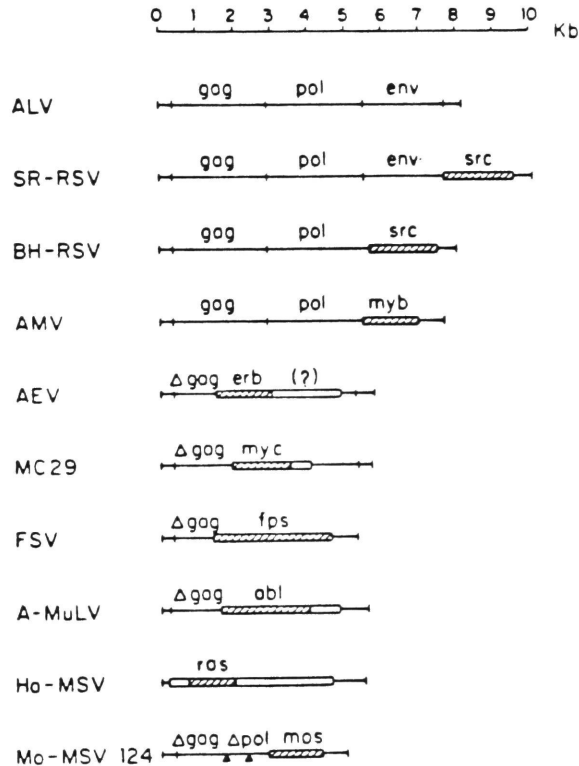 0 1 2 3 4 5 6 7 8 9 10 Kb
ALV gag pol env
SR-RSV gag pol env src
BH-RSV gag pol src
AMV gag pol myb
AEV Δgag erb (?)
MC29 Δgag myc
FSV Δgag fps
A-MuLV Δgag abl
Ha-MSV ras
Mo-MSV 124 Δgag Δpol mos